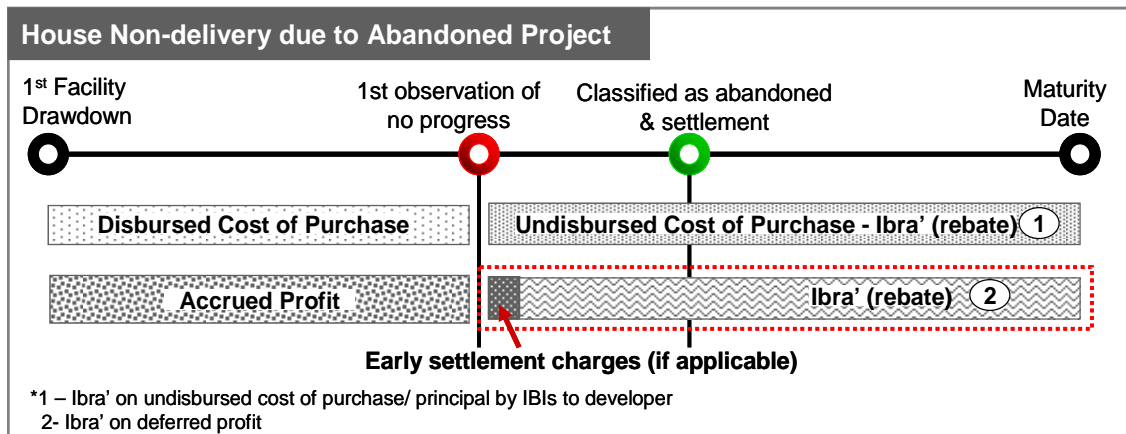 House Non-delivery due to Abandoned Project
1st Facility
Drawdown
1st observation of
no progress
Classified as abandoned
& settlement
Maturity
Date
Disbursed Cost of Purchase
Undisbursed Cost of Purchase - Ibra' (rebate) 1
Accrued Profit
Ibra' (rebate) 2
Early settlement charges (if applicable)
*1 – Ibra' on undisbursed cost of purchase/ principal by IBIs to developer
2- Ibra' on deferred profit